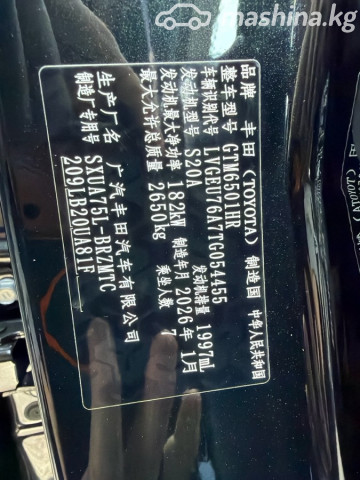 mashina.kg
品牌 丰田 (TOYOTA) 制造国 中华人民共和国
整车型号 GTM6501HR
车辆识别代号 LVGBU76A7TG054455
发动机型号 S20A 发动机排量 1997mL
发动机最大净功率 182kW 制造年月 2026年1月
最大允许总质量 2650kg 乘坐人数 7
生产厂名 广汽丰田汽车有限公司
制造厂专用号 SXUA75L-BRZMTC
209/LB20UA81F